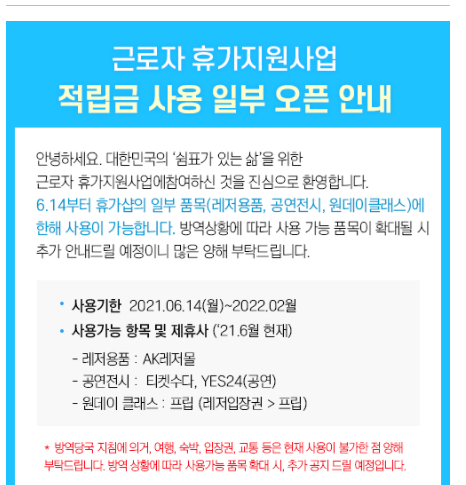 근로자 휴가지원사업
적립금 사용 일부 오픈 안내
안녕하세요. 대한민국의 '쉼표가 있는 삶'을 위한
근로자 휴가지원사업에참여하신 것을 진심으로 환영합니다.
6.14부터 휴가샵의 일부 품목(레저용품, 공연전시, 원데이클래스)에
한해 사용이 가능합니다. 방역상황에 따라 사용 가능 품목이 확대될 시
추가 안내드릴 예정이니 많은 양해 부탁드립니다.
• 사용기한 2021.06.14(월)~2022.02월
• 사용가능 항목 및 제휴사 ('21.6월 현재)
- 레저용품 : AK레저몰
- 공연전시 : 티켓수다, YES24(공연)
- 원데이 클래스 : 프립 (레저입장권 > 프립)
* 방역당국 지침에 의거, 여행, 숙박, 입장권, 교통 등은 현재 사용이 불가한 점 양해
부탁드립니다. 방역 상황에 따라 사용가능 품목 확대 시, 추가 공지 드릴 예정입니다.